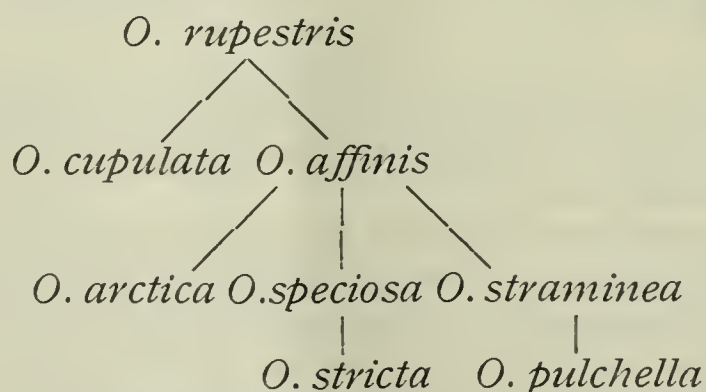 O. rupestris
O. cupulata O. affinis
O. arctica O.speciosa O. straminea
O. stricta O. pulchella